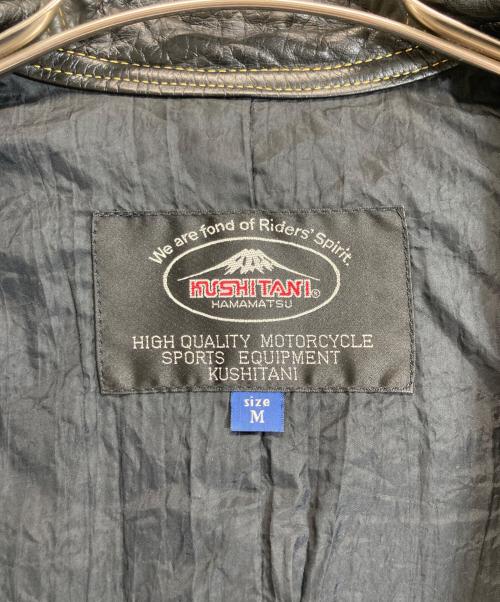 We are fond of Riders' Spirit.
KUSHITANI®
HAMAMATSU
HIGH QUALITY MOTORCYCLE
SPORTS EQUIPMENT
KUSHITANI
size
M